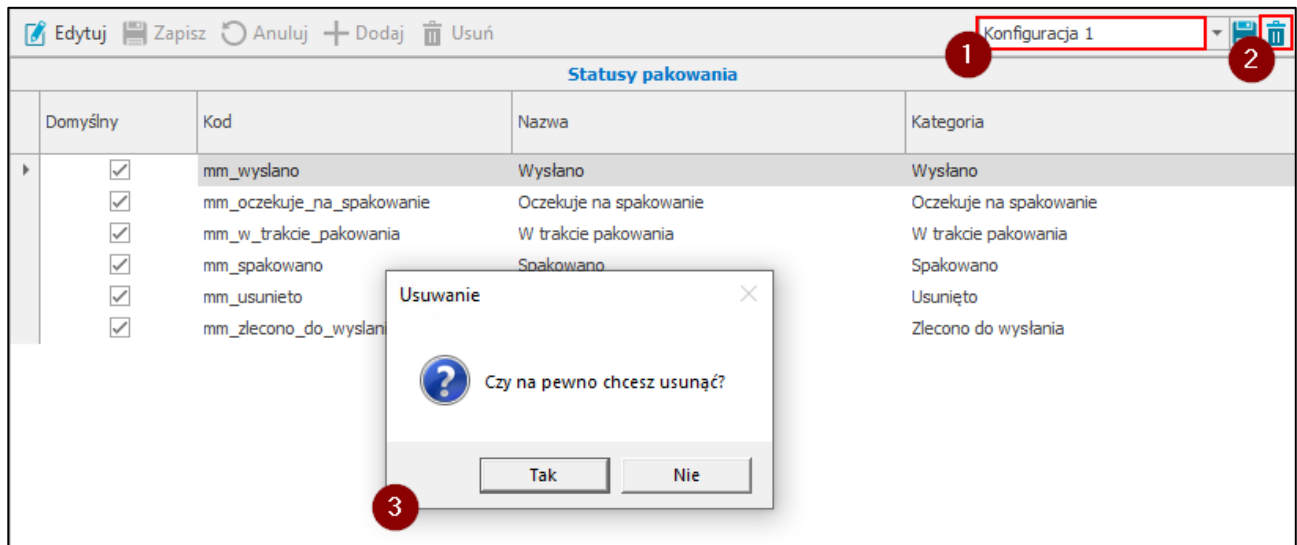 Edytuj Zapisz Anuluj Dodaj Usuń Konfiguracja 1
1
2
Statusy pakowania
Domyślny Kod Nazwa Kategoria
mm_wyslano Wysłano Wysłano
mm_oczekuje_na_spakowanie Oczekuje na spakowanie Oczekuje na spakowanie
mm_w_trakcie_pakowania W trakcie pakowania W trakcie pakowania
mm_spakowano Spakowano Spakowano
mm_usunieto Usunięto
mm_zlecono_do_wyslani Zlecono do wysłania
Usuwanie
Czy na pewno chcesz usunąć?
Tak Nie
3